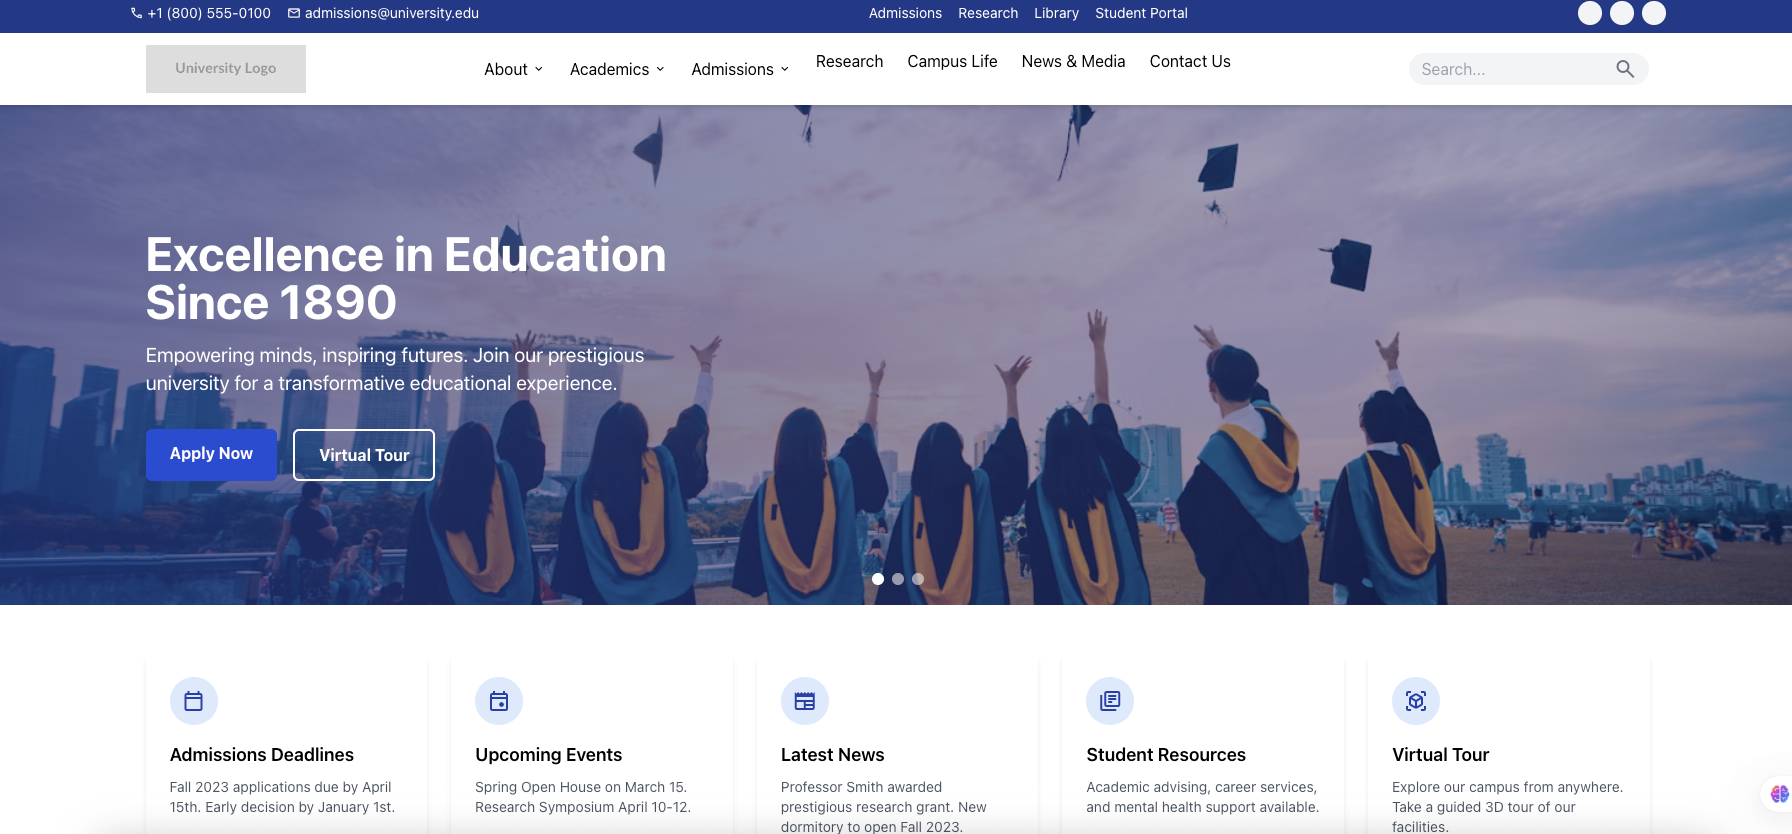 +1 (800) 555-0100 admissions@university.edu Admissions Research Library Student Portal
University Logo About Academics Admissions Research Campus Life News & Media Contact Us Search...
Excellence in Education
Since 1890
Empowering minds, inspiring futures. Join our prestigious
university for a transformative educational experience.
Apply Now Virtual Tour
Admissions Deadlines
Fall 2023 applications due by April
15th. Early decision by January 1st.
Upcoming Events
Spring Open House on March 15.
Research Symposium April 10-12.
Latest News
Professor Smith awarded
prestigious research grant. New
dormitory to open Fall 2023.
Student Resources
Academic advising, career services,
and mental health support available.
Virtual Tour
Explore our campus from anywhere.
Take a guided 3D tour of our
facilities.